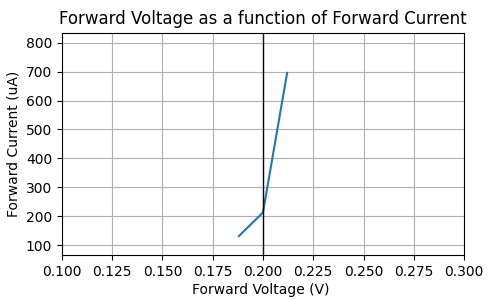 Forward Voltage as a function of Forward Current
800
700
600
500
400
300
200
100
Forward Current (uA)
0.100 0.125 0.150 0.175 0.200 0.225 0.250 0.275 0.300
Forward Voltage (V)